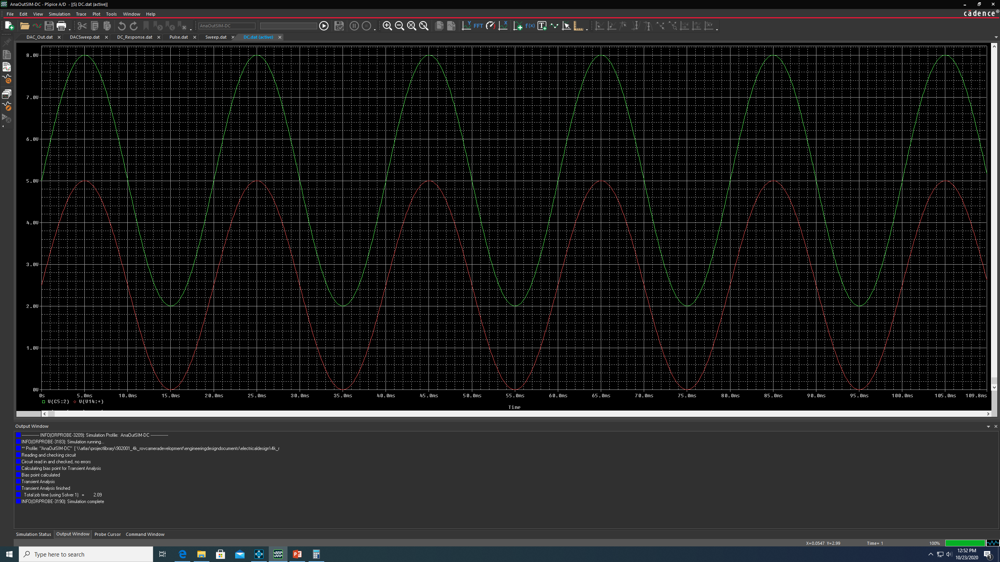 AnaOutSIM-DC - PSpice A/D - [(S) DC.dat (active)]
File Edit View Simulation Trace Plot Tools Window Help
cādence®
AnaOutSIM-DC
Y FFT X f(x) T X,Y
DAC_Out.dat DACSweep.dat DC_Response.dat Pulse.dat Sweep.dat DC.dat (active)
8.0V
7.0V
6.0V
5.0V
4.0V
3.0V
2.0V
1.0V
0V
0s 5.0ms 10.0ms 15.0ms 20.0ms 25.0ms 30.0ms 35.0ms 40.0ms 45.0ms 50.0ms 55.0ms 60.0ms 65.0ms 70.0ms 75.0ms 80.0ms 85.0ms 90.0ms 95.0ms 100.0ms 105.0ms 109.8ms
V(C5:2) V(V14:+)
Time
Output Window
--------------- INFO(ORPROBE-3209): Simulation Profile: AnaOutSIM-DC ---------------
INFO(ORPROBE-3183): Simulation running...
** Profile: "AnaOutSIM-DC" [ \\atlas\projectlibrary\902001_4k_rovcameradevelopment\engineeringdesigndocuments\electricaldesign\4k_r
Reading and checking circuit
Circuit read in and checked, no errors
Calculating bias point for Transient Analysis
Bias point calculated
Transient Analysis
Transient Analysis finished
Total job time (using Solver 1) = 2.09
INFO(ORPROBE-3190): Simulation complete
Simulation Status Output Window Probe Cursor Command Window
X=0.0547 Y=2.99 Time= 1 100%
Type here to search
12:52 PM
10/23/2020
1